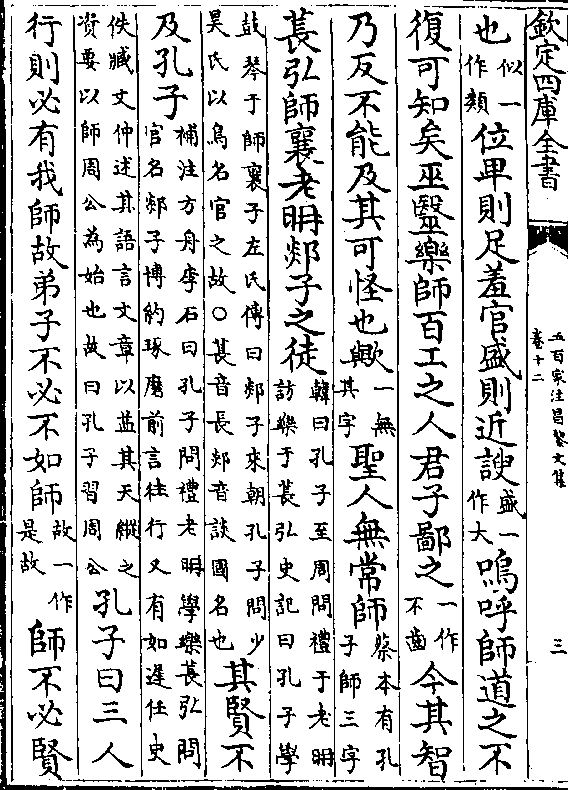 欽定四庫全書
五百家注昌黎文集
卷十二
三
也似一作類位卑則足羞官盛則近諛盛一作大嗚呼師道之不
復可知矣巫醫樂師百工之人君子鄙之一作不齒今其智
乃反不能及其可怪也歟一無其字聖人無常師蔡本有孔子師三字
萇弘師襄老聃郯子之徒韓曰孔子至周問禮于老聃訪樂于萇弘史記曰孔子學
鼓琴于師襄子左氏傳曰郯子來朝孔子問少昊氏以鳥名官之故○萇音長郯音談國名也其賢不
及孔子補注方舟李石曰孔子問禮老聃學樂萇弘問官名郯子博約琢磨前言徃行又有如遲任史
佚臧文仲述其語言文章以益其天縱之資要以師周公為始也故曰孔子習周公孔子曰三人
行則必有我師故弟子不必不如師故一作是故師不必賢